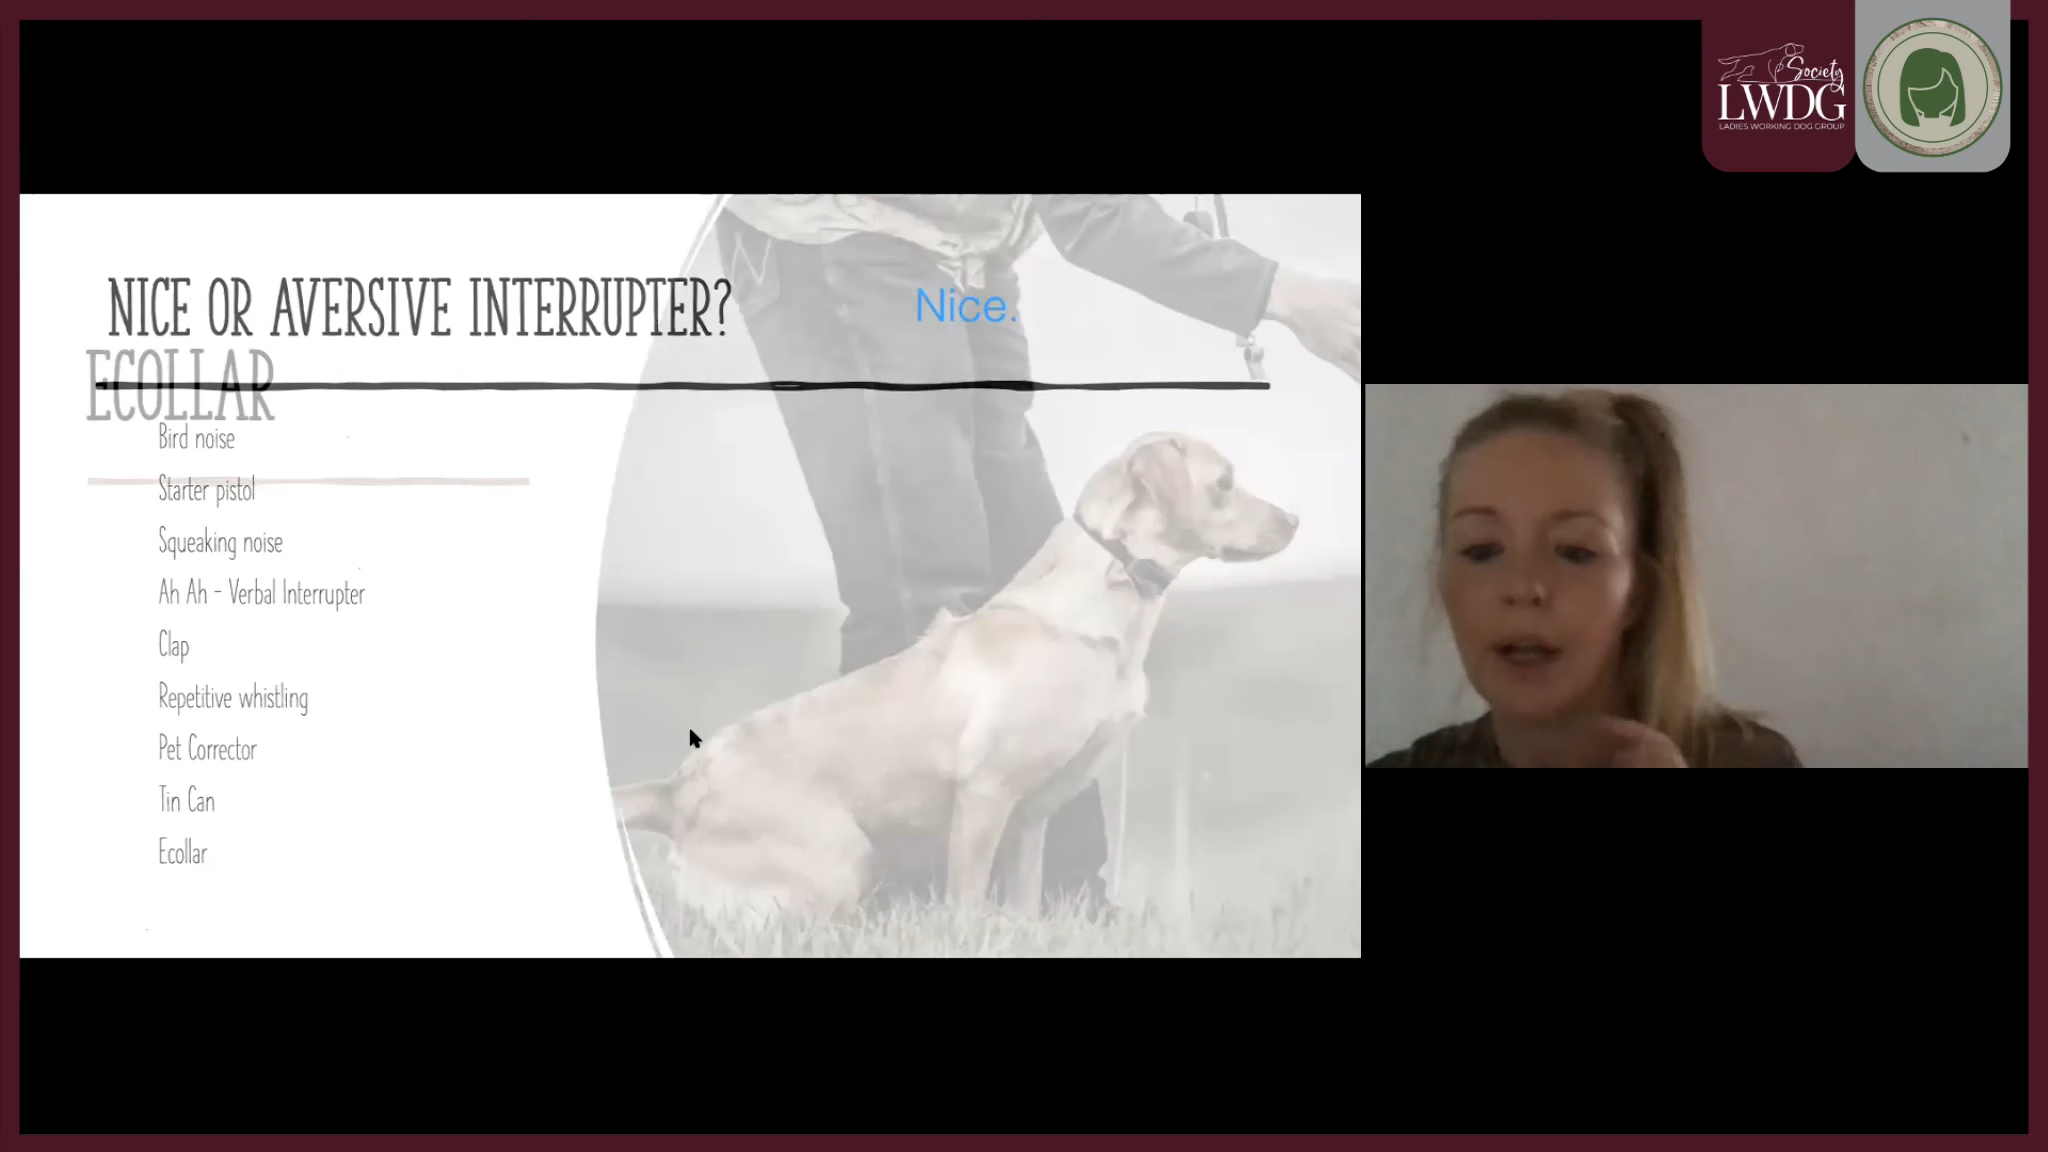 Society
LWDG
LADIES WORKING DOG GROUP
NICE OR AVERSIVE INTERRUPTER?
Nice.
ECOLLAR
Bird noise
Starter pistol
Squeaking noise
Ah Ah - Verbal Interrupter
Clap
Repetitive whistling
Pet Corrector
Tin Can
Ecollar